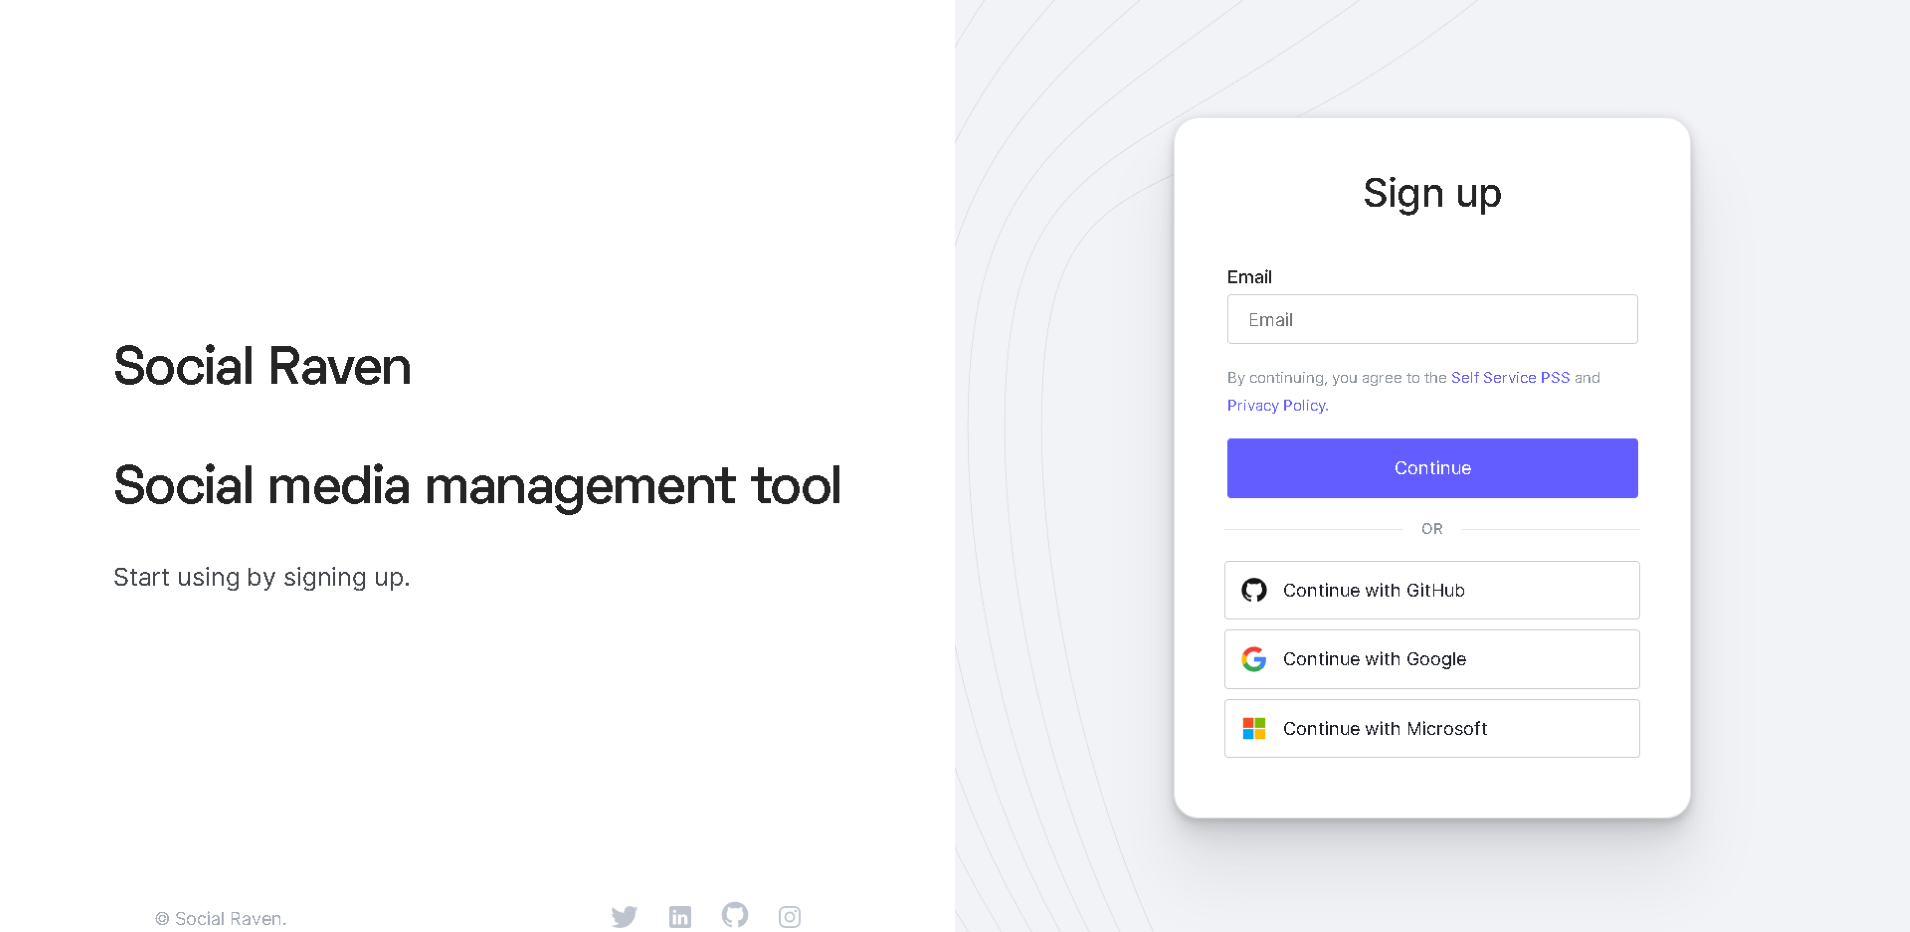 Social Raven
Social media management tool
Start using by signing up.
© Social Raven.
Sign up
Email
Email
By continuing, you agree to the Self Service PSS and
Privacy Policy.
Continue
OR
Continue with GitHub
Continue with Google
Continue with Microsoft